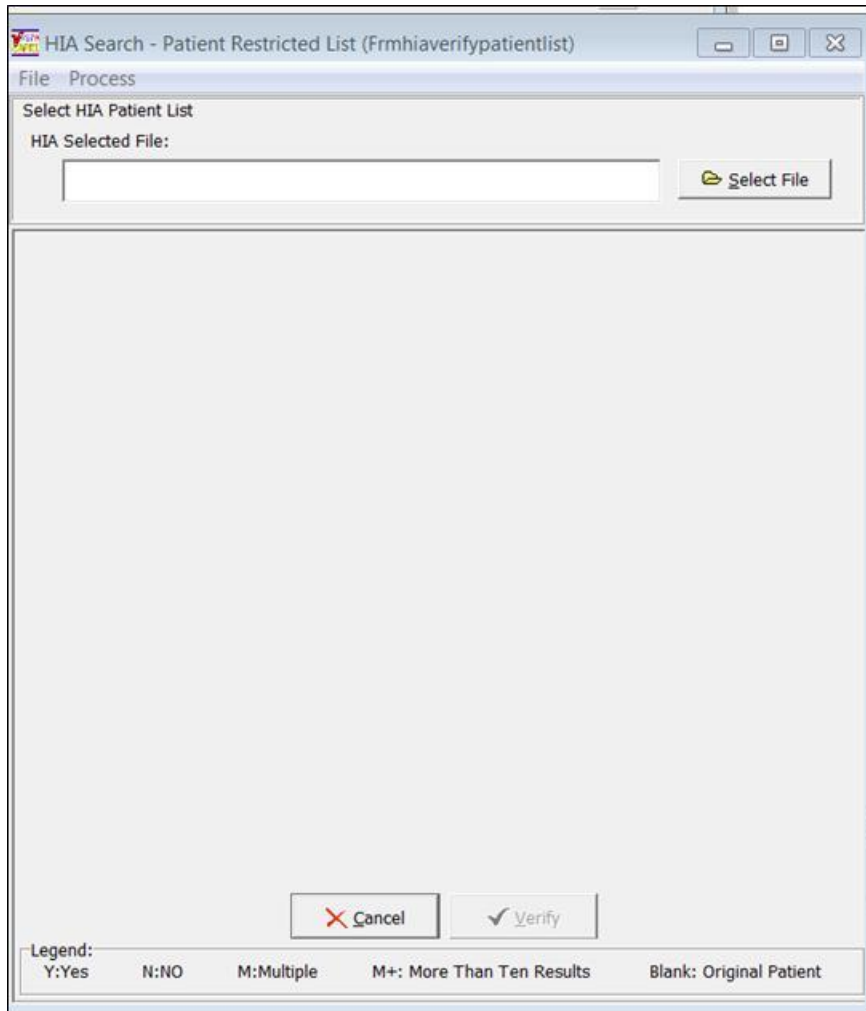 HIA Search - Patient Restricted List (Frmhiaverifypatientlist)
File Process
Select HIA Patient List
HIA Selected File:
Select File
Cancel Verify
Legend:
Y:Yes N:NO M:Multiple M+: More Than Ten Results Blank: Original Patient